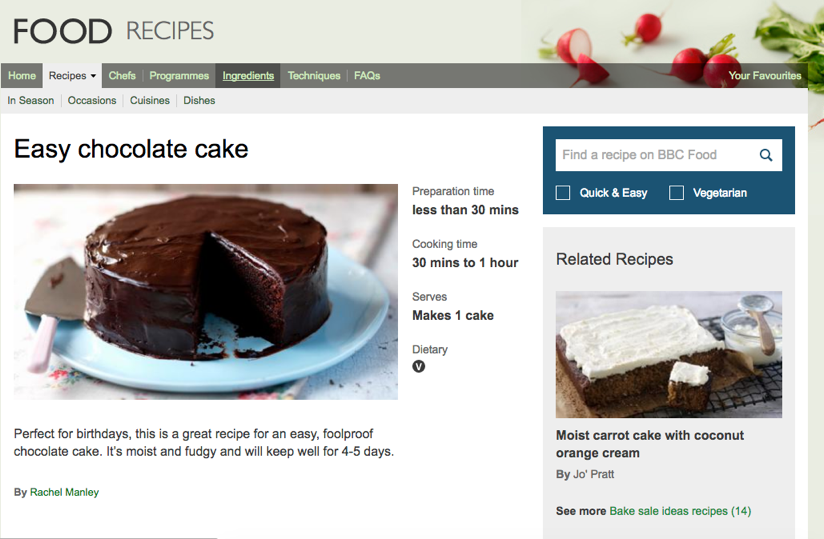 FOOD RECIPES
Home Recipes Chefs Programmes Ingredients Techniques FAQs Your Favourites
In Season Occasions Cuisines Dishes
Easy chocolate cake
Preparation time
less than 30 mins
Cooking time
30 mins to 1 hour
Serves
Makes 1 cake
Dietary
V
Perfect for birthdays, this is a great recipe for an easy, foolproof
chocolate cake. It's moist and fudgy and will keep well for 4-5 days.
By Rachel Manley
Find a recipe on BBC Food
Quick & Easy Vegetarian
Related Recipes
Moist carrot cake with coconut
orange cream
By Jo' Pratt
See more Bake sale ideas recipes (14)